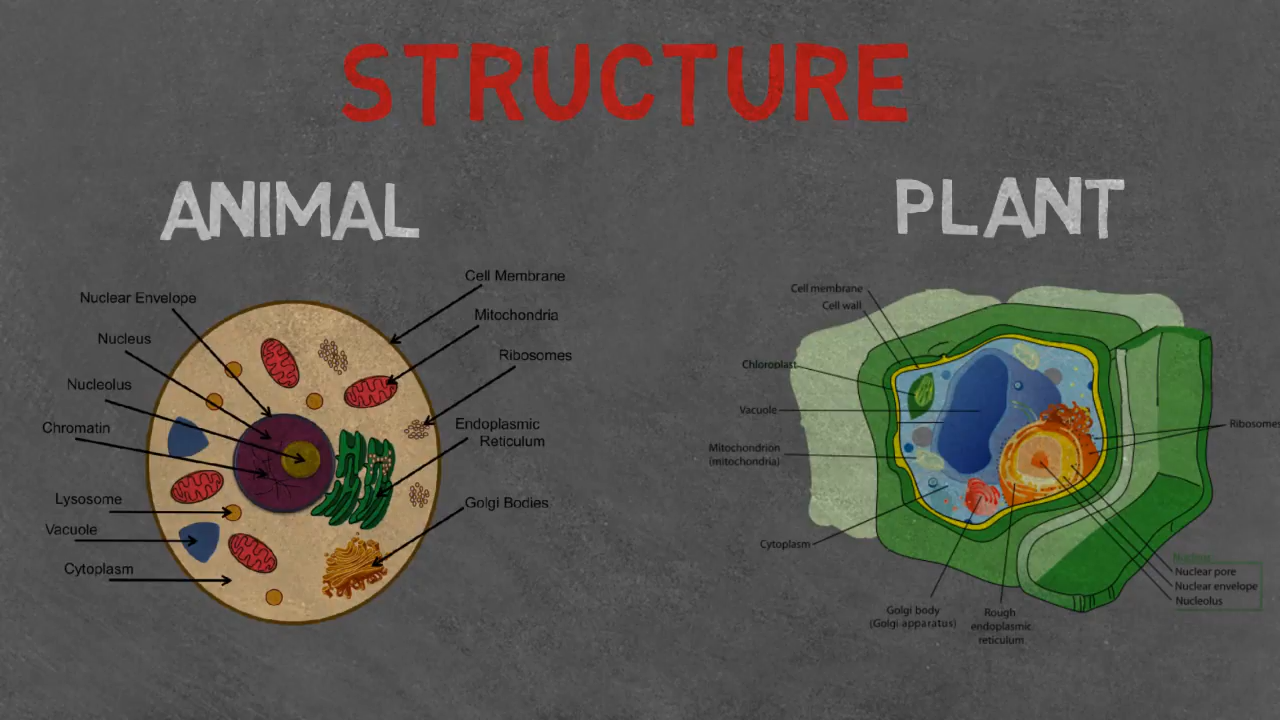 STRUCTURE
ANIMAL
PLANT
Nuclear Envelope
Nucleus
Nucleolus
Chromatin
Lysosome
Vacuole
Cytoplasm
Cell Membrane
Mitochondria
Ribosomes
Endoplasmic
Reticulum
Golgi Bodies
Cell membrane
Cell wall
Chloroplast
Vacuole
Mitochondrion
(mitochondria)
Cytoplasm
Golgi body
(Golgi apparatus)
Rough
endoplasmic
reticulum
Ribosomes
Nucleus
Nuclear pore
Nuclear envelope
Nucleolus